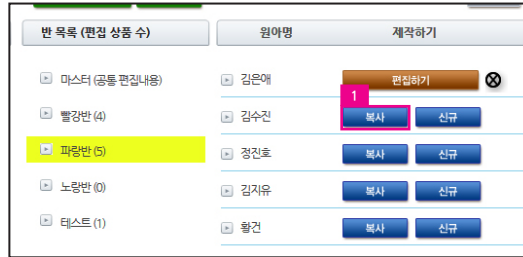 반 목록 (편집 상품 수) 원아명 제작하기
마스터 (공통 편집내용) 김은애 편집하기
1
빨강반 (4) 김수진 복사 신규
파랑반 (5) 정진호 복사 신규
노랑반 (0) 김지유 복사 신규
테스트 (1) 황건 복사 신규